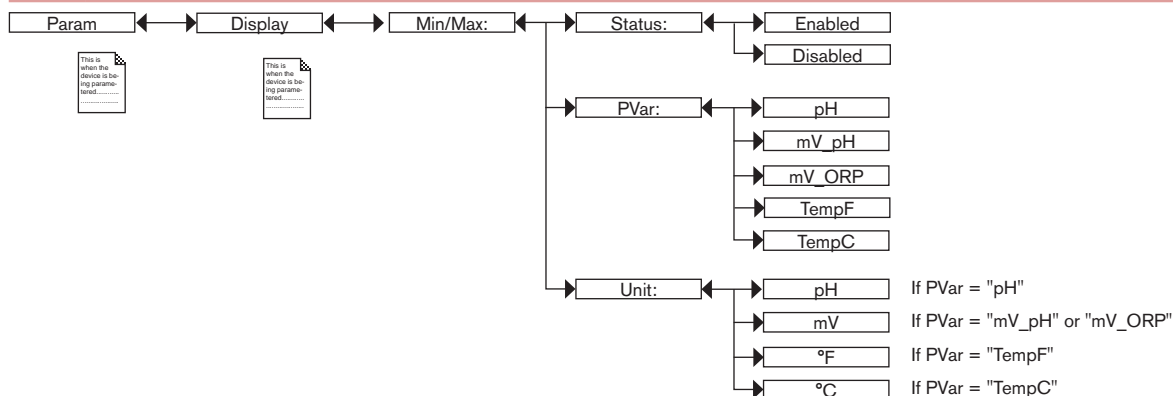 Param Display Min/Max: Status: Enabled
Disabled
This is
when the
device is be-
ing parame-
tered............
.....................
This is
when the
device is be-
ing parame-
tered............
.....................
PVar: pH
mV_pH
mV_ORP
TempF
TempC
Unit: pH If PVar = "pH"
mV If PVar = "mV_pH" or "mV_ORP"
°F If PVar = "TempF"
°C If PVar = "TempC"